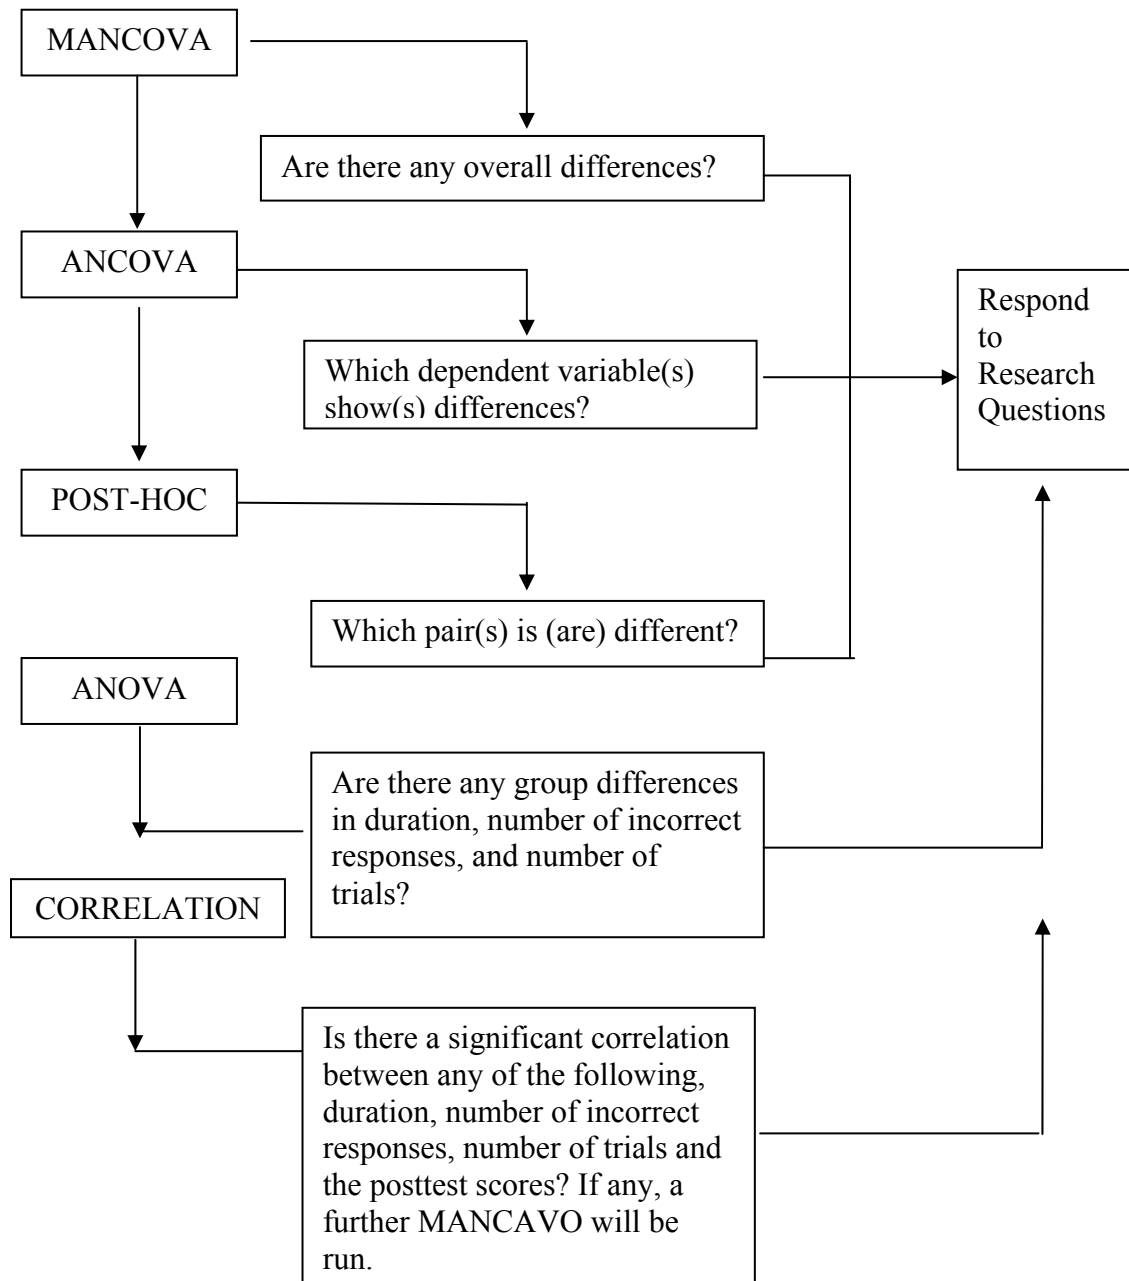 MANCOVA
Are there any overall differences?
ANCOVA
Respond
to
Research
Questions
Which dependent variable(s)
show(s) differences?
POST-HOC
Which pair(s) is (are) different?
ANOVA
Are there any group differences
in duration, number of incorrect
responses, and number of
trials?
CORRELATION
Is there a significant correlation
between any of the following,
duration, number of incorrect
responses, number of trials and
the posttest scores? If any, a
further MANCAVO will be
run.